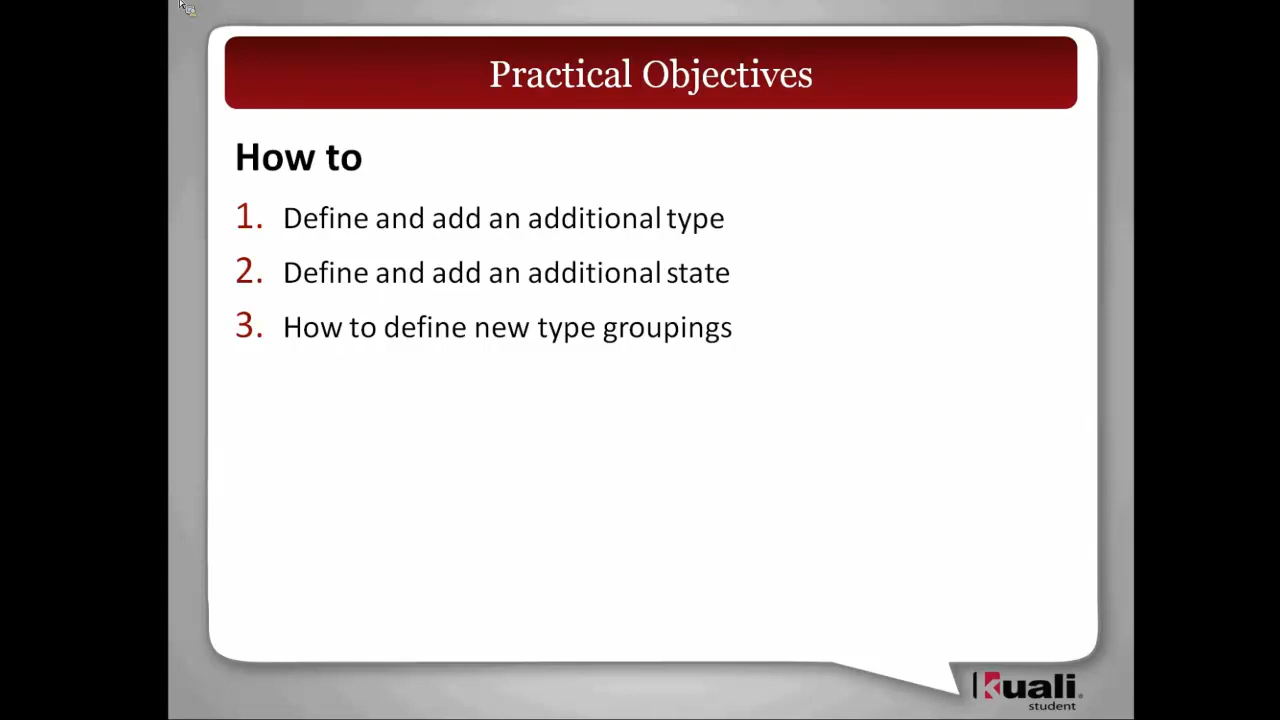 Practical Objectives
How to
1. Define and add an additional type
2. Define and add an additional state
3. How to define new type groupings
Kuali
student